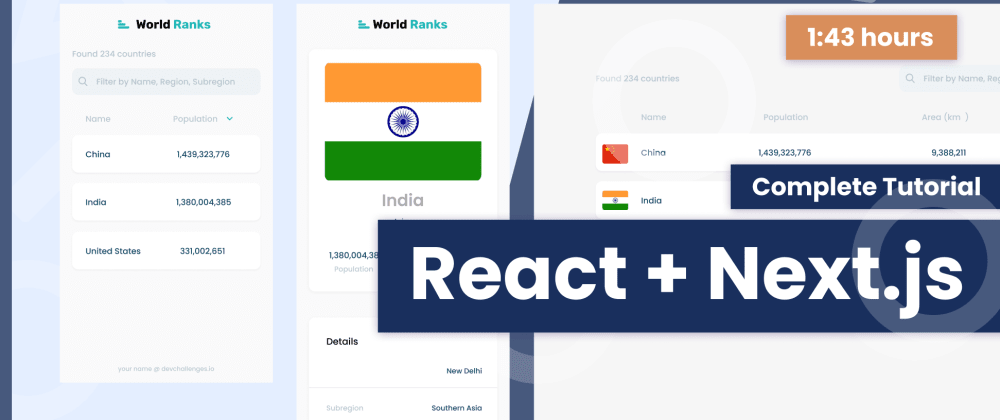 World Ranks
Found 234 countries
Filter by Name, Region, Subregion
Name Population
China 1,439,323,776
India 1,380,004,385
United States 331,002,651
your name @ devchallenges.io
World Ranks
India
1,380,004,38
Population
Details
New Delhi
Subregion Southern Asia
1:43 hours
Found 234 countries
Filter by Name, Reg
Name Population Area (km )
China 1,439,323,776 9,388,211
India
Complete Tutorial
React + Next.js